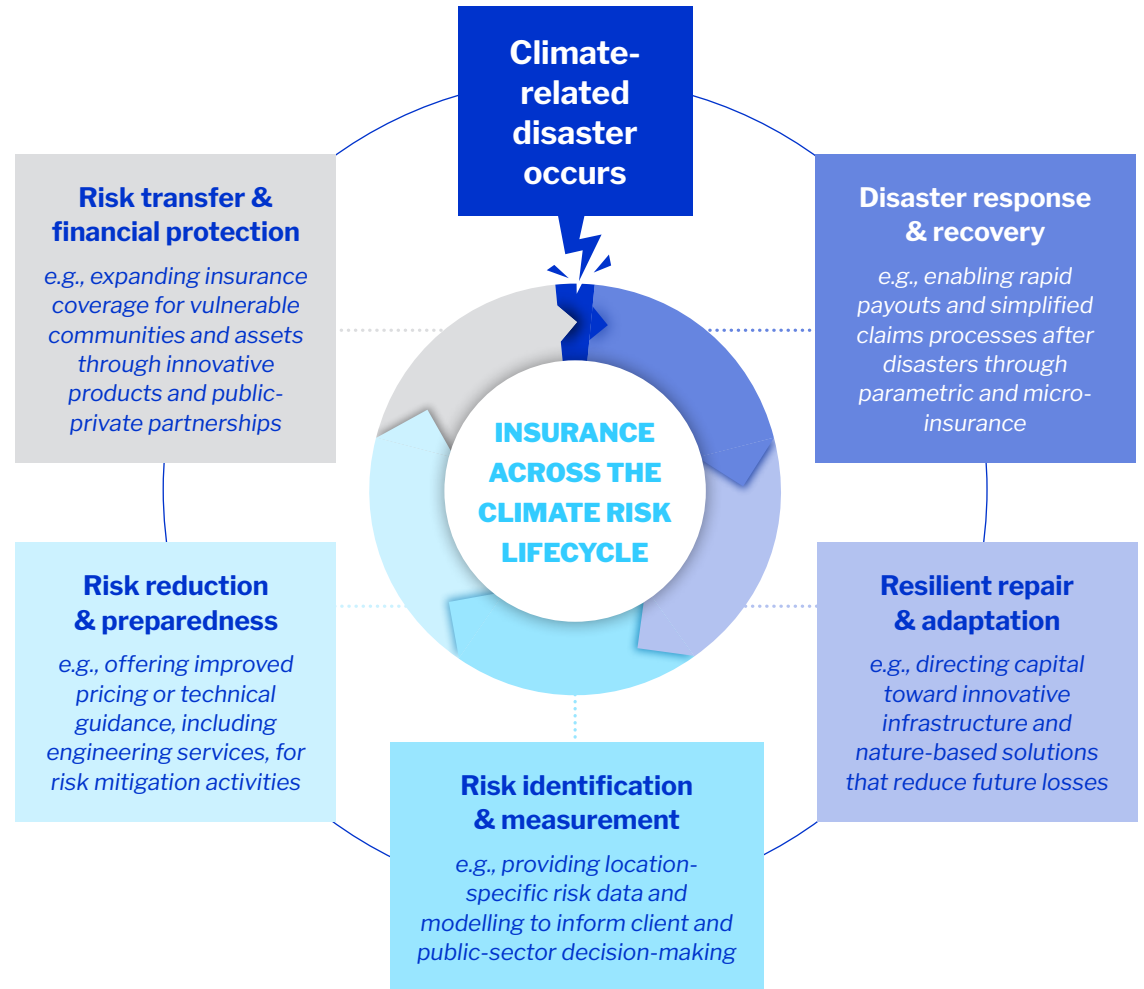 Climate-
related
disaster
occurs
Risk transfer &
financial protection
e.g., expanding insurance
coverage for vulnerable
communities and assets
through innovative
products and public-
private partnerships
Disaster response
& recovery
e.g., enabling rapid
payouts and simplified
claims processes after
disasters through
parametric and micro-
insurance
INSURANCE
ACROSS THE
CLIMATE RISK
LIFECYCLE
Risk reduction
& preparedness
e.g., offering improved
pricing or technical
guidance, including
engineering services, for
risk mitigation activities
Resilient repair
& adaptation
e.g., directing capital
toward innovative
infrastructure and
nature-based solutions
that reduce future losses
Risk identification
& measurement
e.g., providing location-
specific risk data and
modelling to inform client and
public-sector decision-making